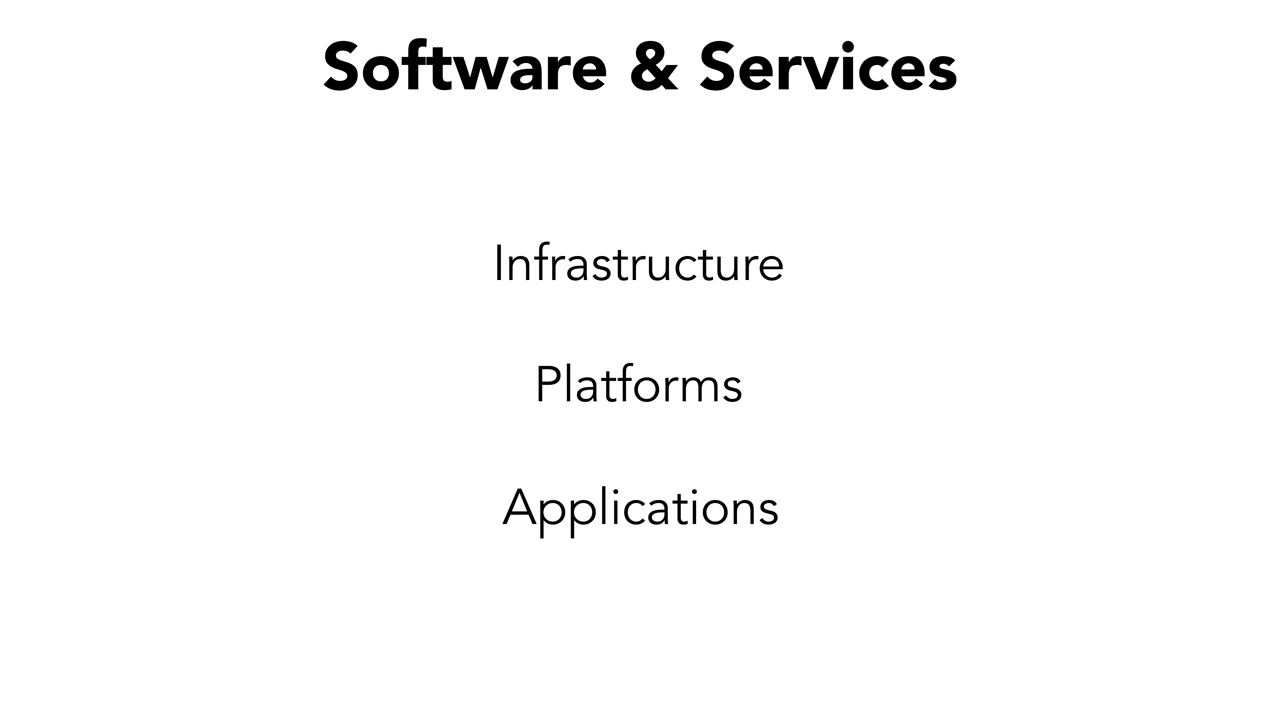 Software & Services
Infrastructure
Platforms
Applications